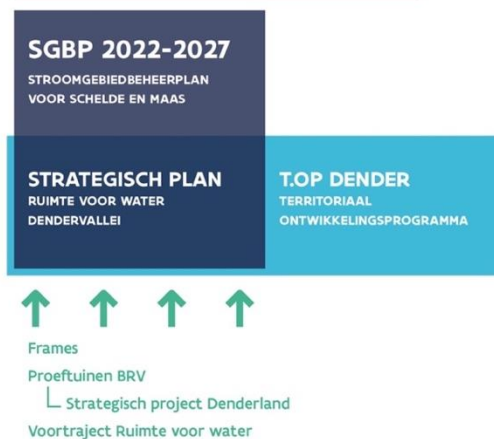 SGBP 2022-2027
STROOMGEBIEDBEHEERPLAN
VOOR SCHELDE EN MAAS
STRATEGISCH PLAN
RUIMTE VOOR WATER
DENDERVALLEI
T.OP DENDER
TERRITORIAAL
ONTWIKKELINGSPROGRAMMA
Frames
Proeftuinen BRV
Strategisch project Denderland
Voortraject Ruimte voor water